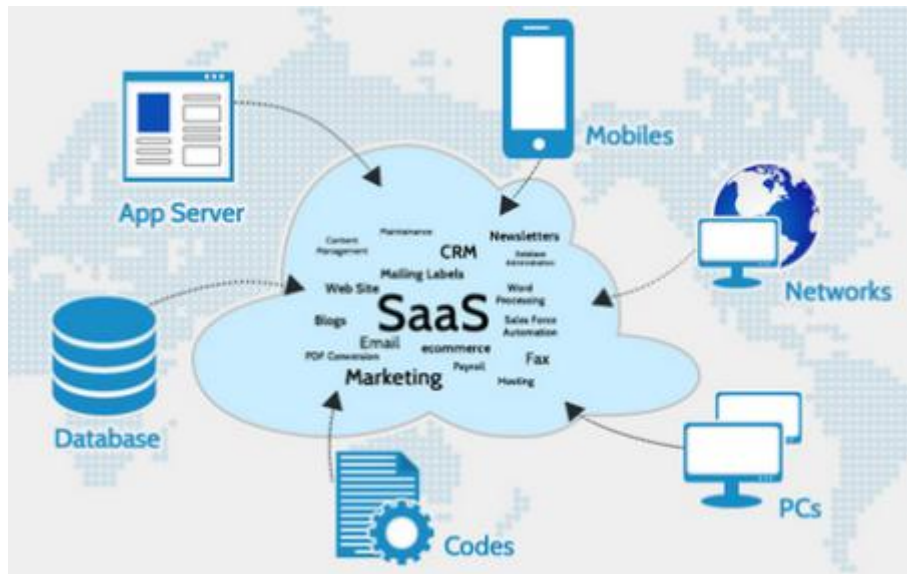 Mobiles
App Server
Maintenance
Content
Management
CRM
Newsletters
Database
Administration
Mailing Labels
Web Site
Word
Processing
SaaS
Blogs
Sales Force
Automation
Email
ecommerce
PDF Conversion
Payroll
Fax
Marketing
Hosting
Networks
Database
PCs
Codes